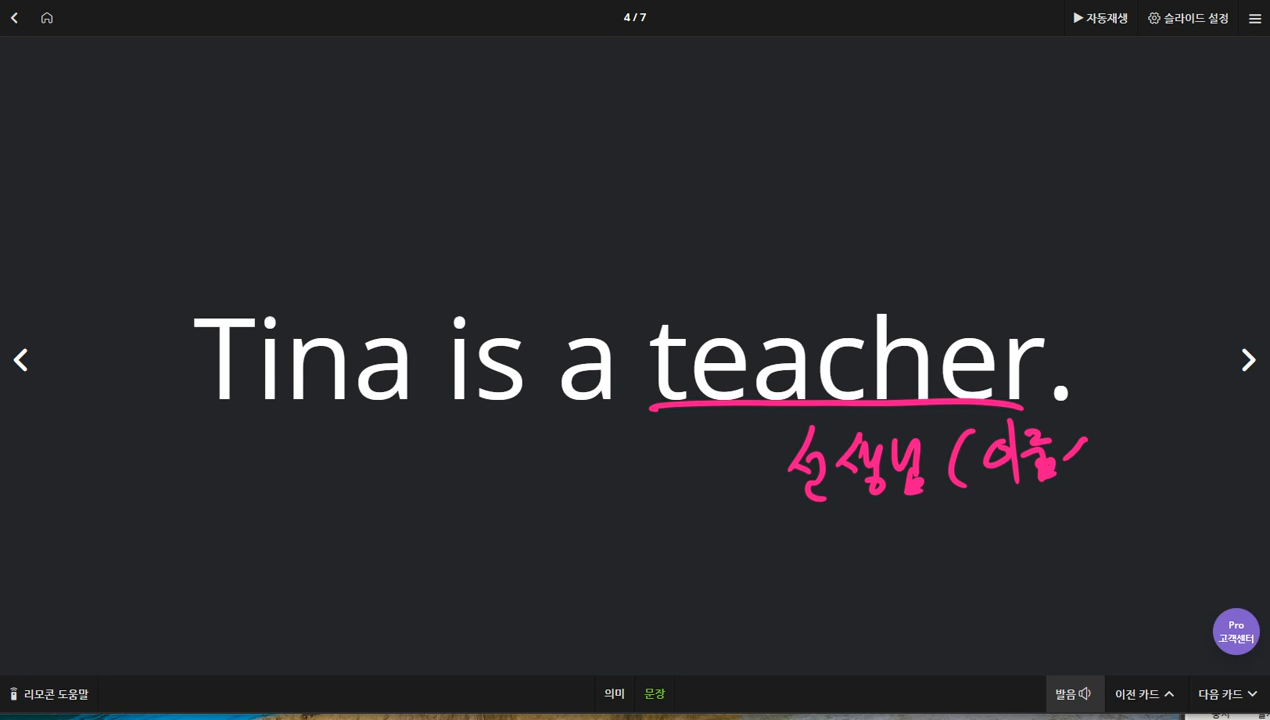 4 / 7
자동재생
슬라이드 설정
Tina is a teacher.
선생님 (이를
Pro
고객센터
리모콘 도움말
의미
문장
발음
이전 카드
다음 카드